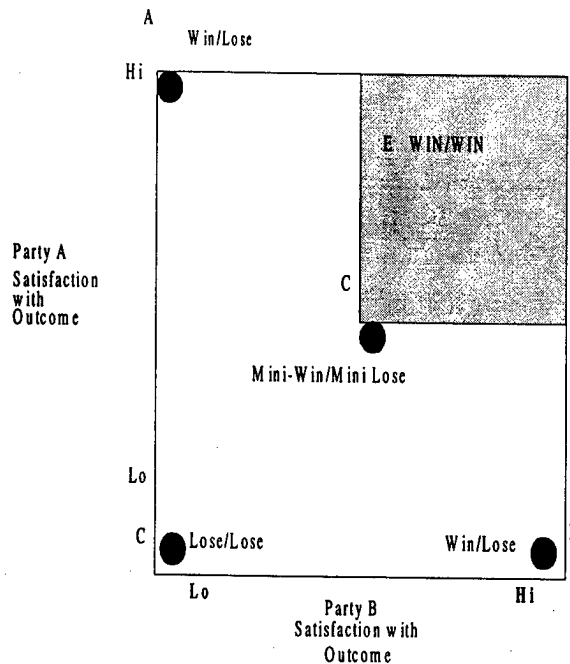 A
Win/Lose
Hi
E WIN/WIN
Party A
Satisfaction
with
Outcome
C
Mini-Win/Mini Lose
Lo
C
Lose/Lose
Win/Lose
Lo
Hi
Party B
Satisfaction with
Outcome